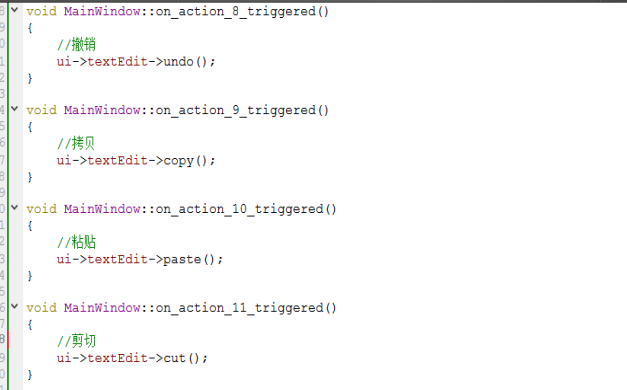 void MainWindow::on_action_8_triggered()
{
//撤销
ui->textEdit->undo();
}
void MainWindow::on_action_9_triggered()
{
//拷贝
ui->textEdit->copy();
}
void MainWindow::on_action_10_triggered()
{
//粘贴
ui->textEdit->paste();
}
void MainWindow::on_action_11_triggered()
{
//剪切
ui->textEdit->cut();
}